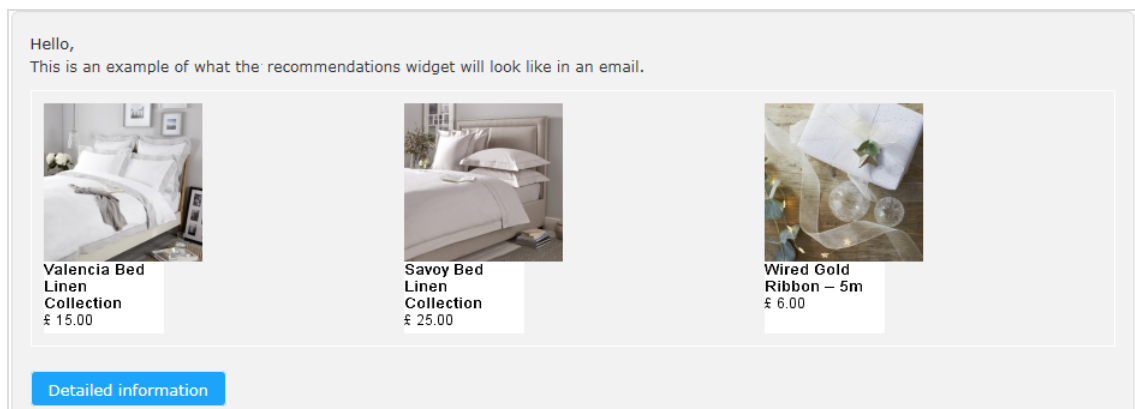 Hello,
This is an example of what the recommendations widget will look like in an email.
Valencia Bed
Linen
Collection
£ 15.00
Savoy Bed
Linen
Collection
£ 25.00
Wired Gold
Ribbon – 5m
£ 6.00
Detailed information